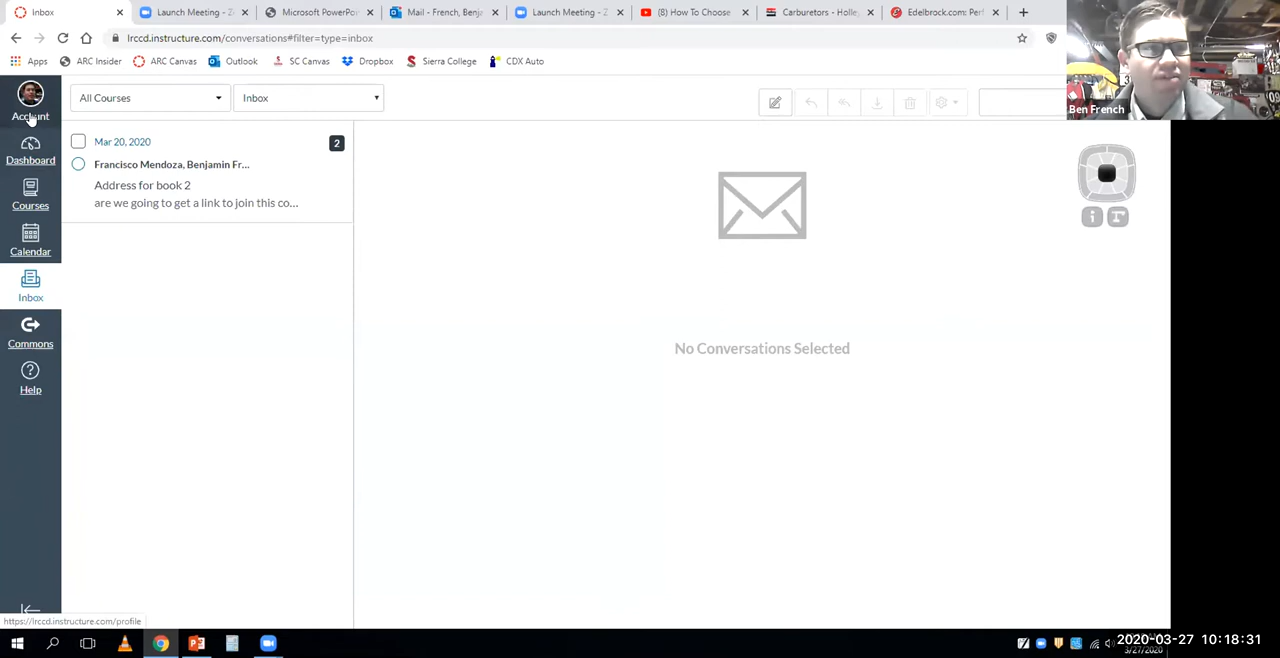 Inbox
Launch Meeting - Z
Microsoft PowerPo
Mail - French, Benja
Launch Meeting - Z
(8) How To Choose
Carburetors - Holle
Edelbrock.com: Per
lrccd.instructure.com/conversations#filter=type=inbox
Apps
ARC Insider
ARC Canvas
Outlook
SC Canvas
Dropbox
Sierra College
CDX Auto
Ben French
Account
Dashboard
Courses
Calendar
Inbox
Commons
Help
All Courses
Inbox
Mar 20, 2020
2
Francisco Mendoza, Benjamin Fr...
Address for book 2
are we going to get a link to join this co...
No Conversations Selected
https://lrccd.instructure.com/profile
2020-03-27 10:18:31
3/27/2020